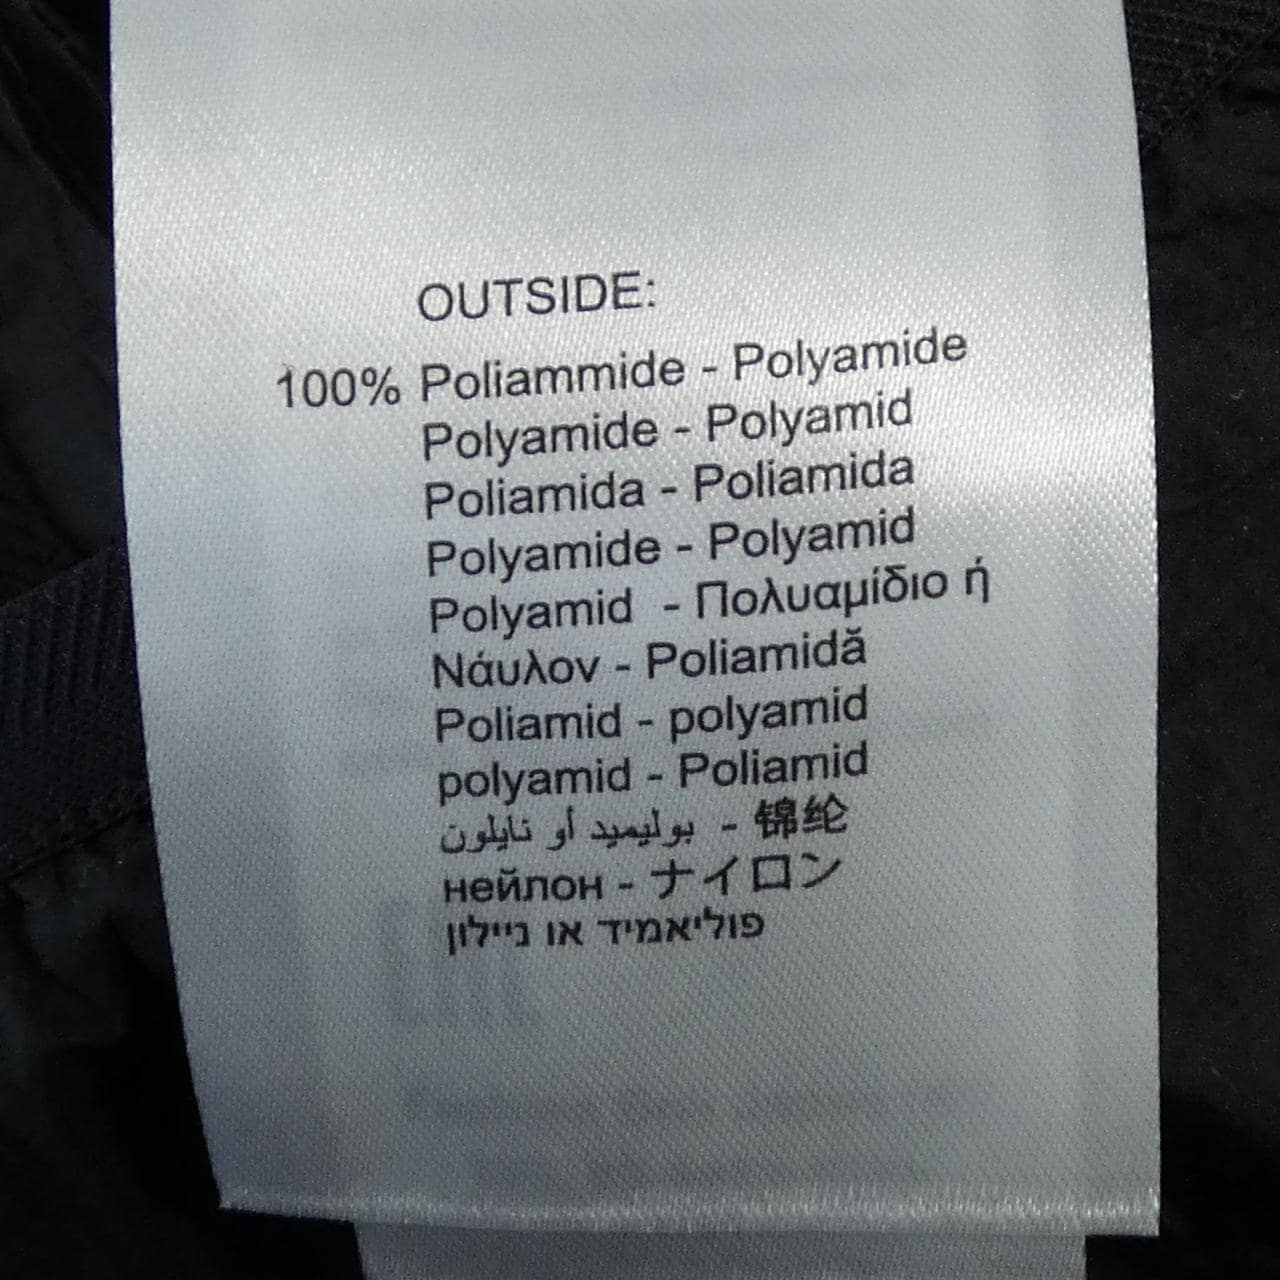 OUTSIDE:
100% Poliammide - Polyamide
Polyamide - Polyamid
Poliamida - Poliamida
Polyamide - Polyamid
Polyamid - Πολυαμίδιο ή
Νάυλον - Poliamidă
Poliamid - polyamid
polyamid - Poliamid
بوليميد أو نايلون - 锦纶
нейлон - ナイロン
פוליאמיד או ניילון